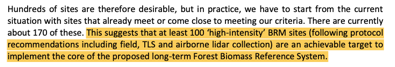 Hundreds of sites are therefore desirable, but in practice, we have to start from the current
situation with sites that already meet or come close to meeting our criteria. There are currently
about 170 of these. This suggests that at least 100 ‘high-intensity’ BRM sites (following protocol
recommendations including field, TLS and airborne lidar collection) are an achievable target to
implement the core of the proposed long-term Forest Biomass Reference System.